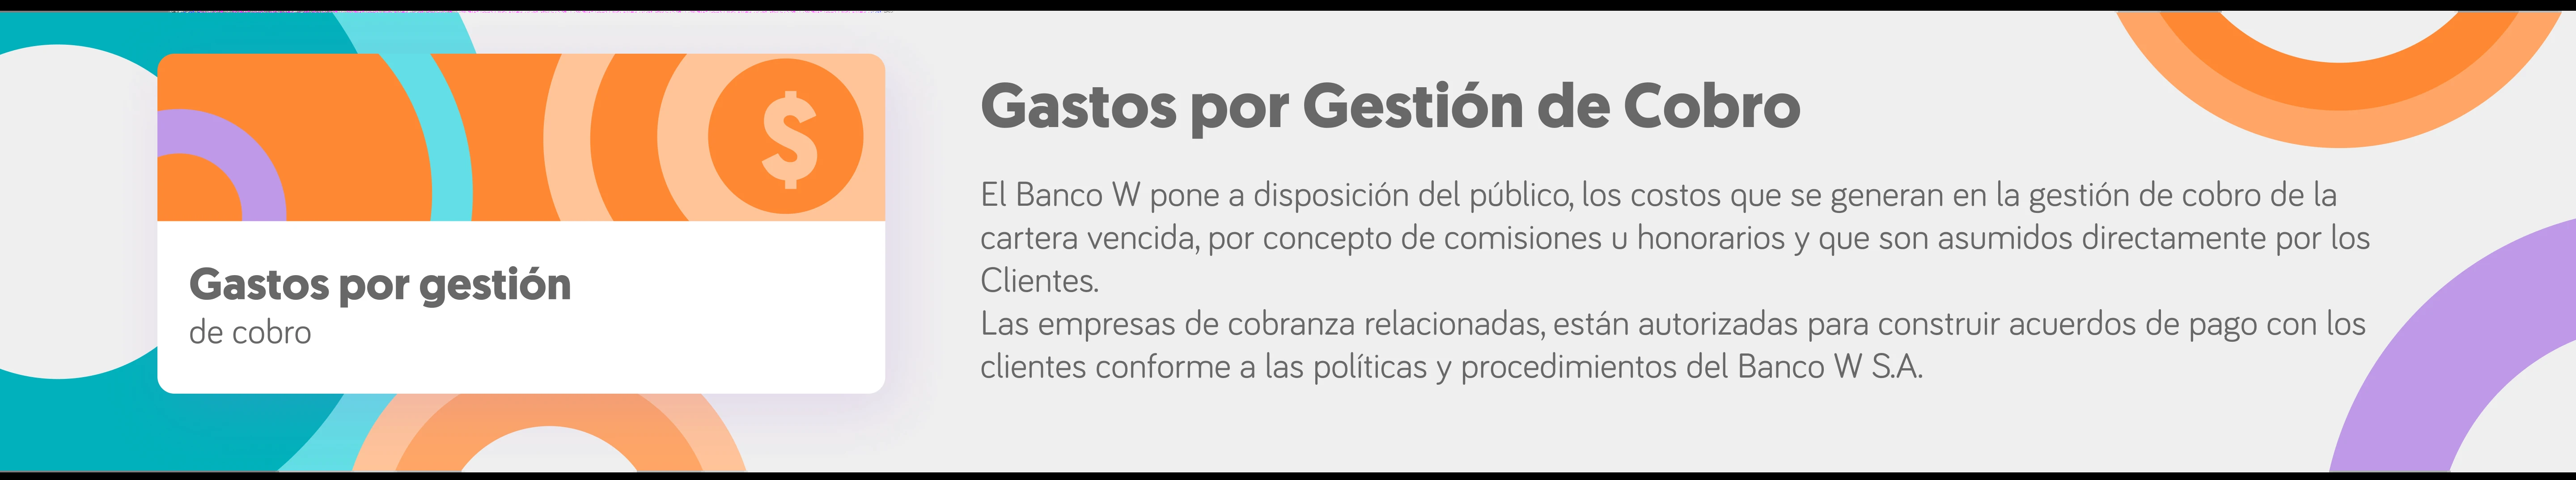 $
Gastos por gestión
de cobro
Gastos por Gestión de Cobro
El Banco W pone a disposición del público, los costos que se generan en la gestión de cobro de la
cartera vencida, por concepto de comisiones u honorarios y que son asumidos directamente por los
Clientes.
Las empresas de cobranza relacionadas, están autorizadas para construir acuerdos de pago con los
clientes conforme a las políticas y procedimientos del Banco W S.A.